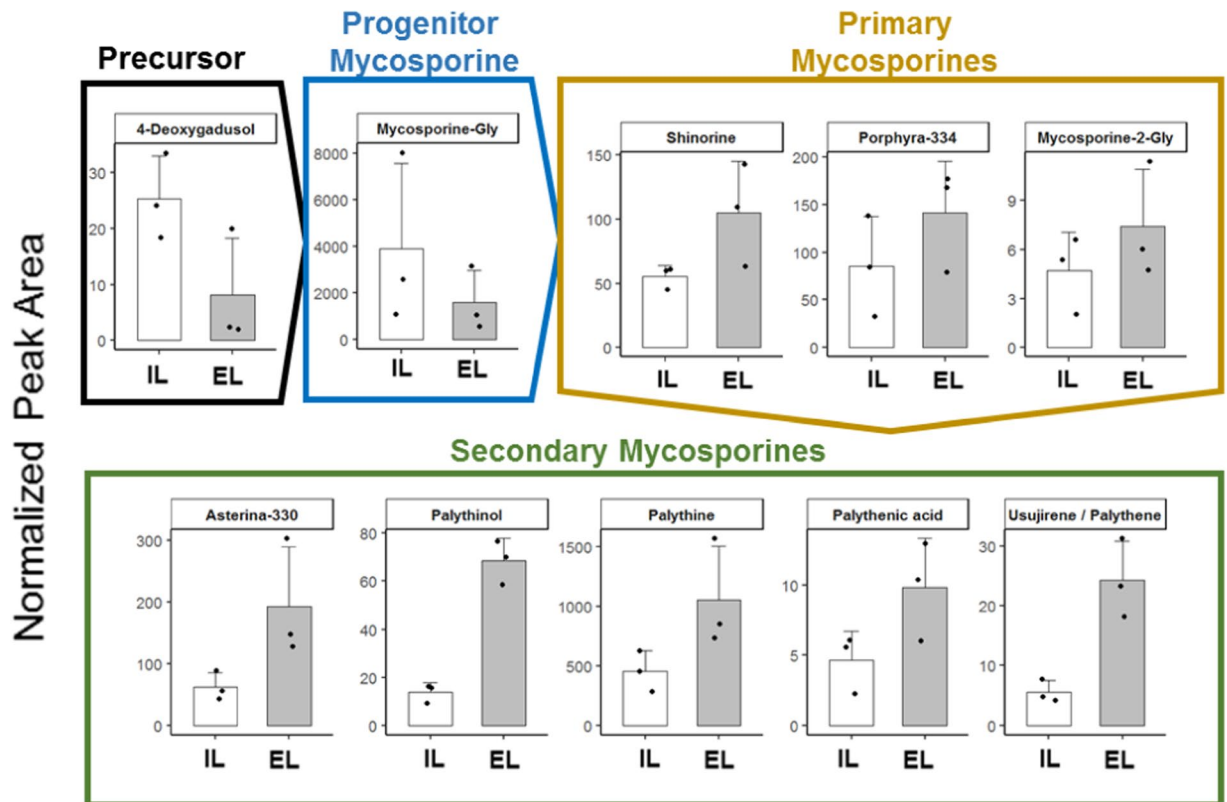 Precursor
Progenitor
Mycosporine
Primary
Mycosporines
Normalized Peak Area
4-Deoxygadusol
30
20
10
0
IL EL
Mycosporine-Gly
8000
6000
4000
2000
0
IL EL
Shinorine
150
100
50
0
IL EL
Porphyra-334
200
150
100
50
0
IL EL
Mycosporine-2-Gly
9
6
3
0
IL EL
Secondary Mycosporines
Asterina-330
300
200
100
0
IL EL
Palythinol
80
60
40
20
0
IL EL
Palythine
1500
1000
500
0
IL EL
Palythenic acid
10
5
0
IL EL
Usujirene / Palythene
30
20
10
0
IL EL